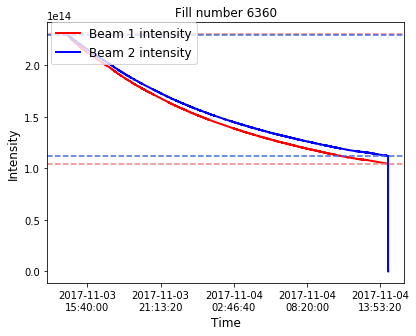 Fill number 6360
1e14
Beam 1 intensity
Beam 2 intensity
2.0
1.5
1.0
0.5
0.0
Intensity
2017-11-03
15:40:00
2017-11-03
21:13:20
2017-11-04
02:46:40
2017-11-04
08:20:00
2017-11-04
13:53:20
Time